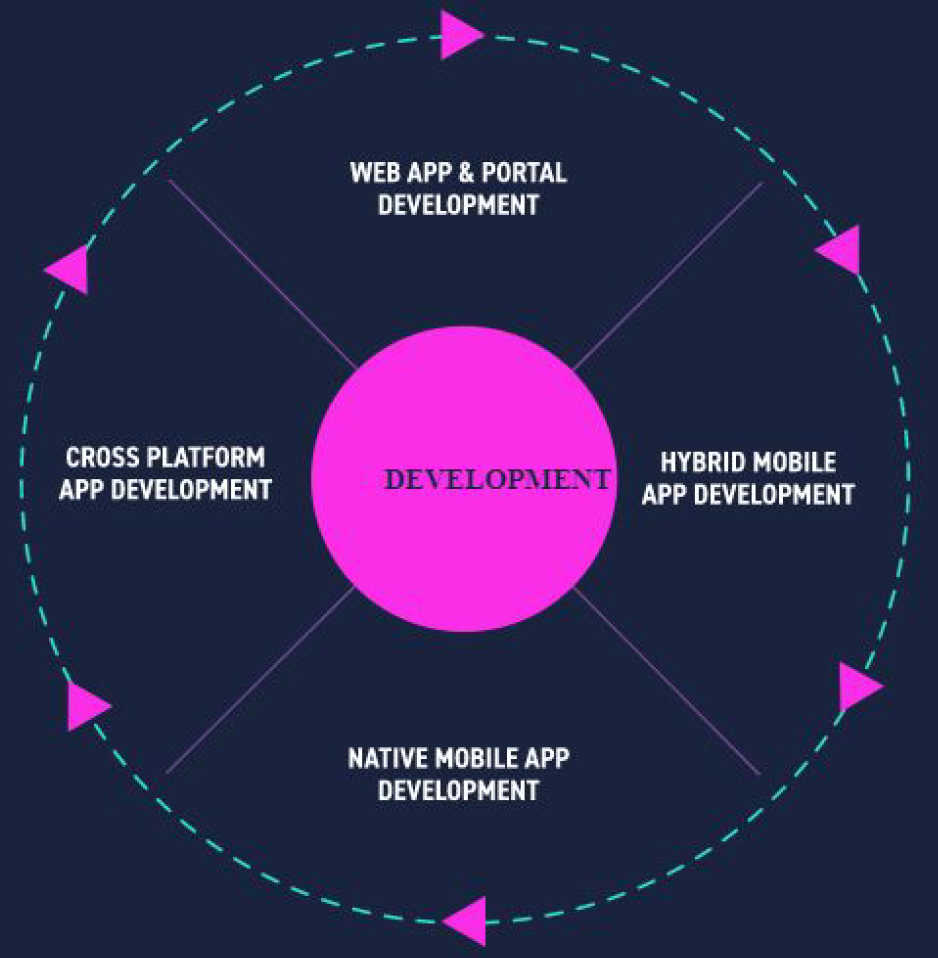 WEB APP & PORTAL
DEVELOPMENT
CROSS PLATFORM
APP DEVELOPMENT
DEVELOPMENT
HYBRID MOBILE
APP DEVELOPMENT
NATIVE MOBILE APP
DEVELOPMENT